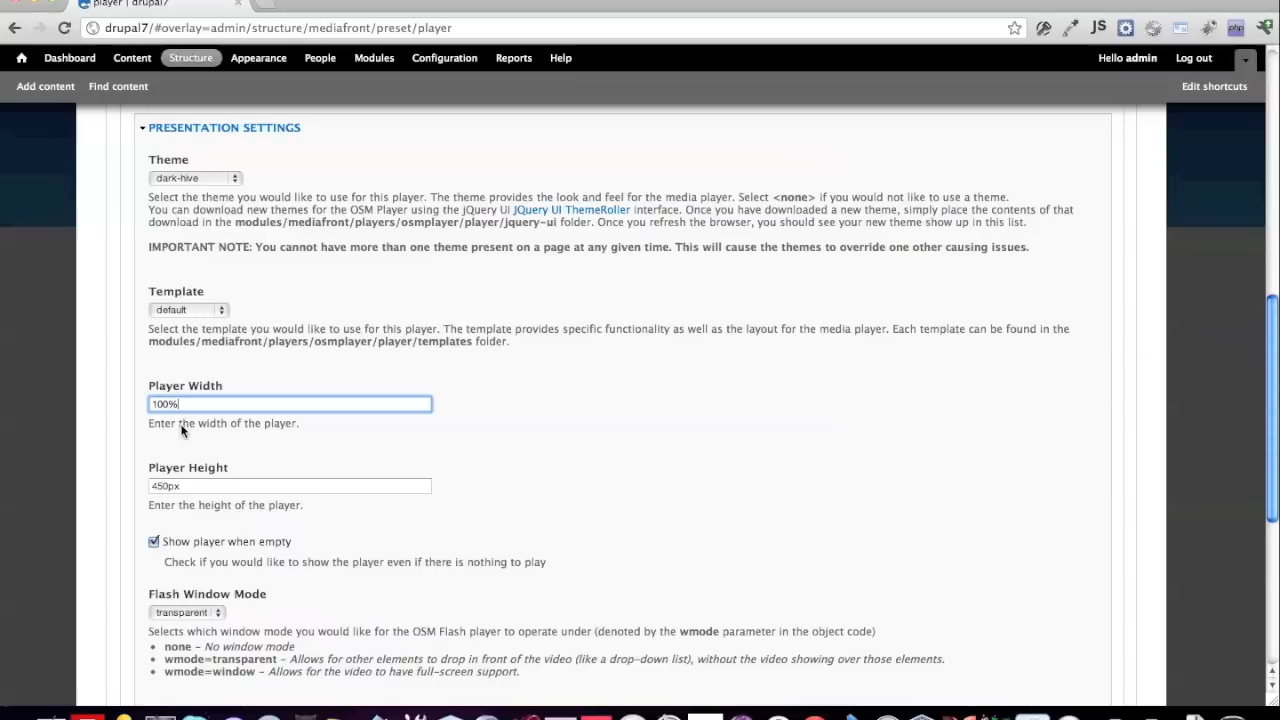 player | drupal7
drupal7/#overlay=admin/structure/mediafront/preset/player
JS
php
Dashboard Content Structure Appearance People Modules Configuration Reports Help Hello admin Log out
Add content Find content Edit shortcuts
PRESENTATION SETTINGS
Theme
dark-hive
Select the theme you would like to use for this player. The theme provides the look and feel for the media player. Select <none> if you would not like to use a theme.
You can download new themes for the OSM Player using the jQuery UI jQuery UI ThemeRoller interface. Once you have downloaded a new theme, simply place the contents of that
download in the modules/mediafront/players/osmplayer/player/jquery-ui folder. Once you refresh the browser, you should see your new theme show up in this list.
IMPORTANT NOTE: You cannot have more than one theme present on a page at any given time. This will cause the themes to override one other causing issues.
Template
default
Select the template you would like to use for this player. The template provides specific functionality as well as the layout for the media player. Each template can be found in the
modules/mediafront/players/osmplayer/player/templates folder.
Player Width
100%
Enter the width of the player.
Player Height
450px
Enter the height of the player.
Show player when empty
Check if you would like to show the player even if there is nothing to play
Flash Window Mode
transparent
Selects which window mode you would like for the OSM Flash player to operate under (denoted by the wmode parameter in the object code)
• none – No window mode
• wmode=transparent – Allows for other elements to drop in front of the video (like a drop-down list), without the video showing over those elements.
• wmode=window – Allows for the video to have full-screen support.